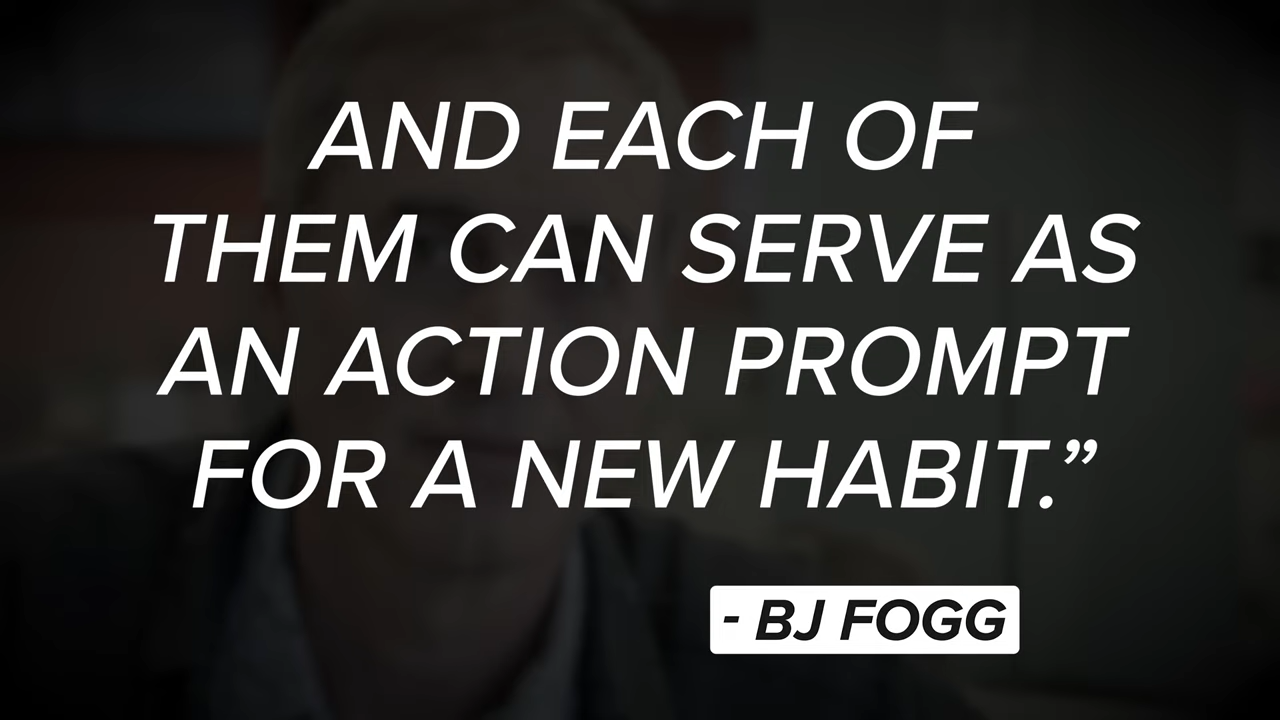 AND EACH OF
THEM CAN SERVE AS
AN ACTION PROMPT
FOR A NEW HABIT.”
- BJ FOGG